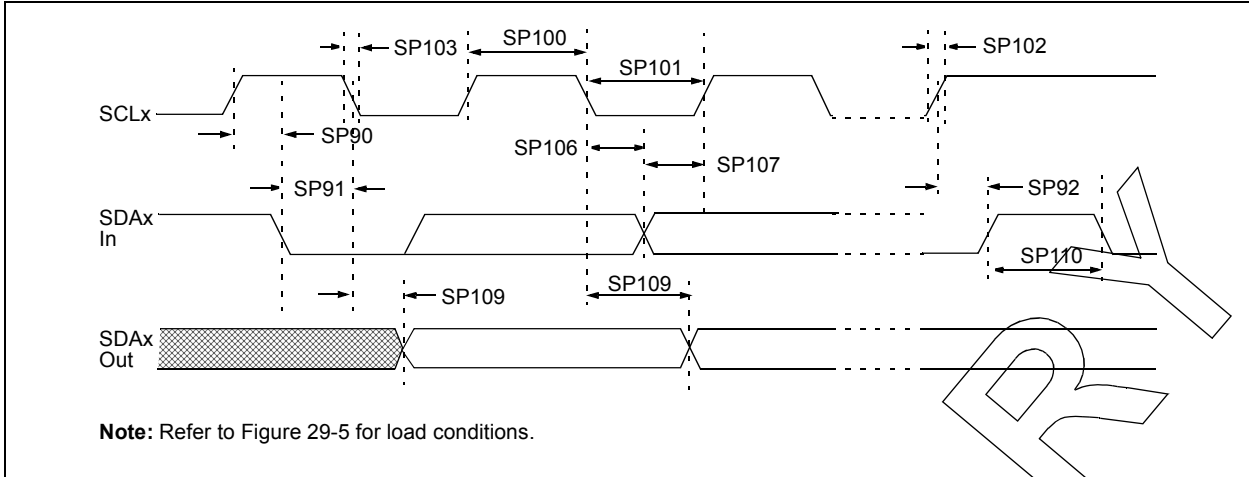 SP103
SP100
SP102
SP101
SCLx
SP90
SP106
SP107
SP91
SP92
SDAx
In
SP110
SP109
SP109
SDAx
Out
Note: Refer to Figure 29-5 for load conditions.
R
Y